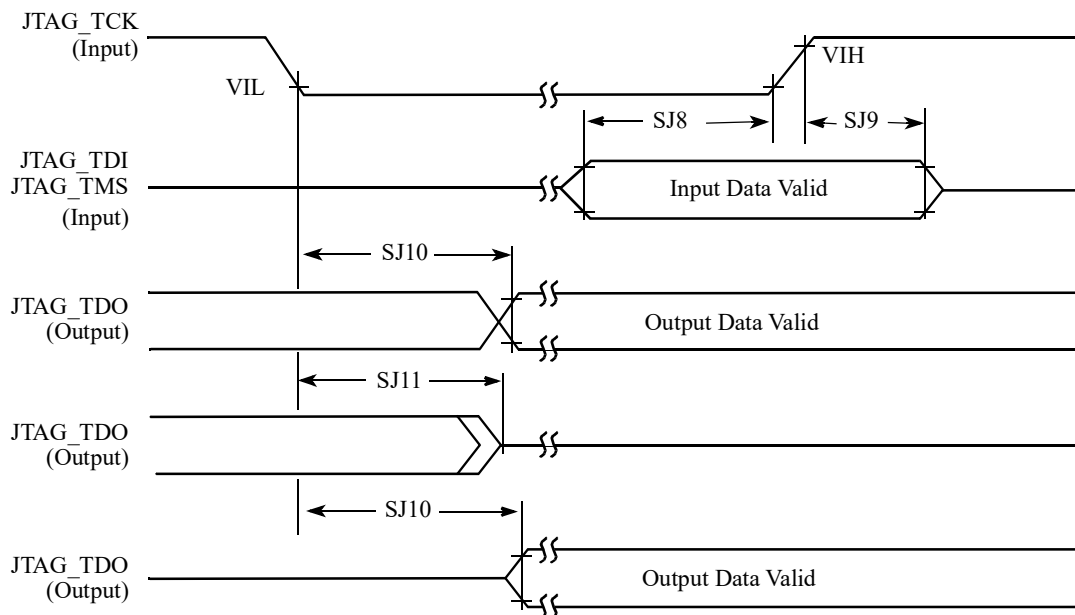 JTAG_TCK
(Input)
VIL
VIH
SJ8
SJ9
JTAG_TDI
JTAG_TMS
(Input)
Input Data Valid
SJ10
JTAG_TDO
(Output)
Output Data Valid
SJ11
JTAG_TDO
(Output)
SJ10
JTAG_TDO
(Output)
Output Data Valid